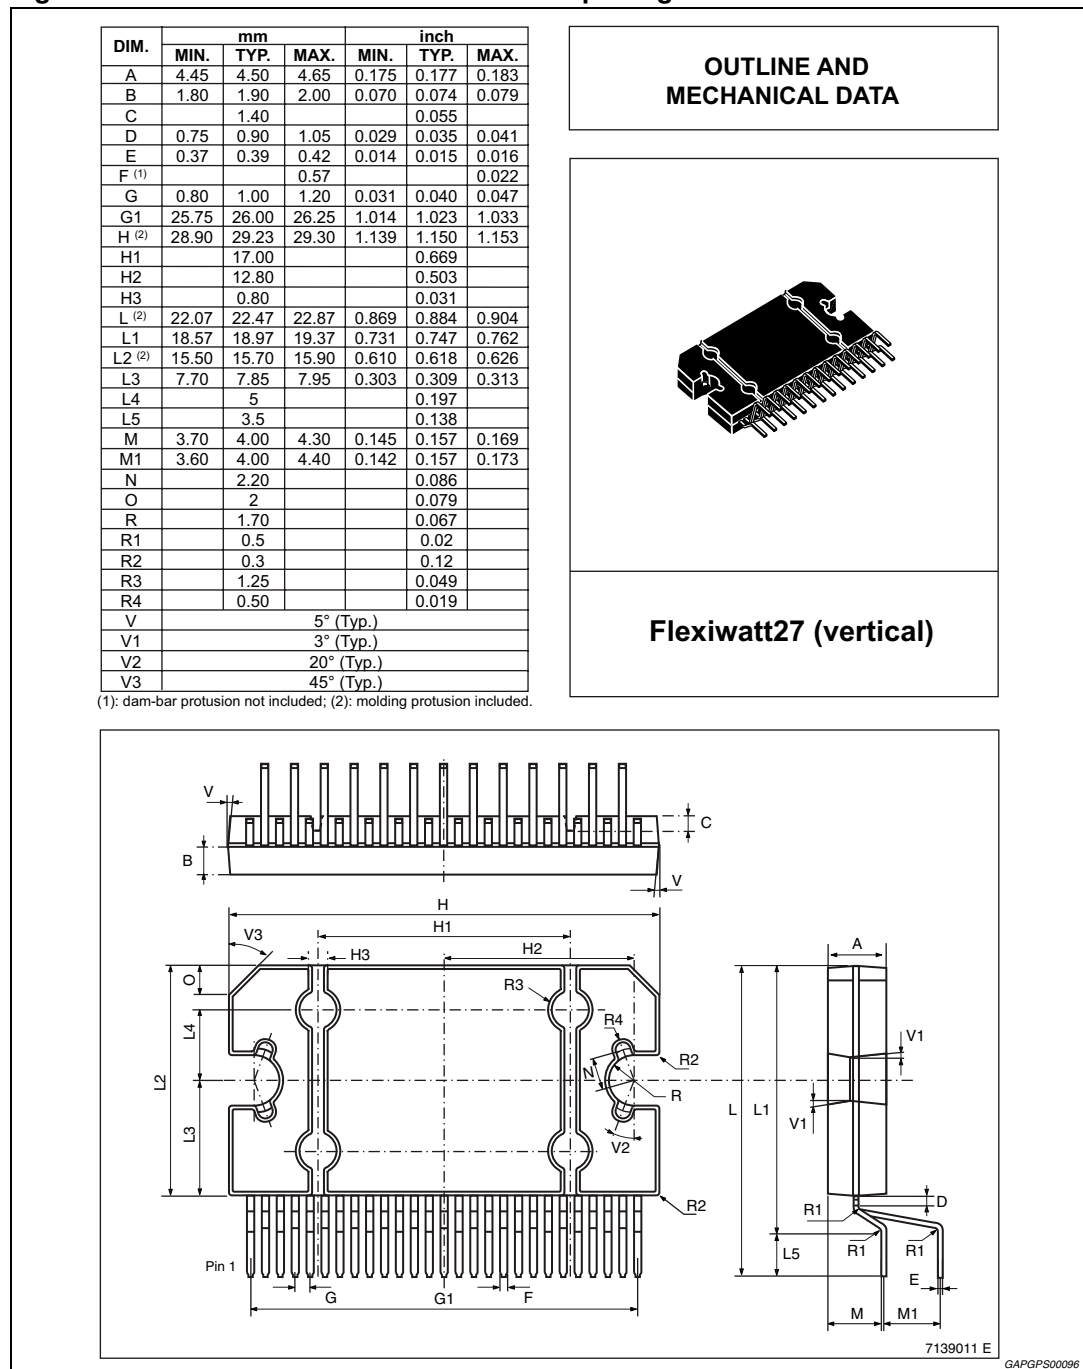 DIM. mm inch
MIN. TYP. MAX. MIN. TYP. MAX.
A 4.45 4.50 4.65 0.175 0.177 0.183
B 1.80 1.90 2.00 0.070 0.074 0.079
C 1.40 0.055
D 0.75 0.90 1.05 0.029 0.035 0.041
E 0.37 0.39 0.42 0.014 0.015 0.016
F (1) 0.57 0.022
G 0.80 1.00 1.20 0.031 0.040 0.047
G1 25.75 26.00 26.25 1.014 1.023 1.033
H (2) 28.90 29.23 29.30 1.139 1.150 1.153
H1 17.00 0.669
H2 12.80 0.503
H3 0.80 0.031
L (2) 22.07 22.47 22.87 0.869 0.884 0.904
L1 18.57 18.97 19.37 0.731 0.747 0.762
L2 (2) 15.50 15.70 15.90 0.610 0.618 0.626
L3 7.70 7.85 7.95 0.303 0.309 0.313
L4 5 0.197
L5 3.5 0.138
M 3.70 4.00 4.30 0.145 0.157 0.169
M1 3.60 4.00 4.40 0.142 0.157 0.173
N 2.20 0.086
O 2 0.079
R 1.70 0.067
R1 0.5 0.02
R2 0.3 0.12
R3 1.25 0.049
R4 0.50 0.019
V 5° (Typ.)
V1 3° (Typ.)
V2 20° (Typ.)
V3 45° (Typ.)
(1): dam-bar protusion not included; (2): molding protusion included.
OUTLINE AND
MECHANICAL DATA
Flexiwatt27 (vertical)
V
C
B
V
H
H1
V3
H3
H2
A
O
R3
R4
L4
V1
R2
L2
N
R
L
L1
V1
L3
V2
R2
D
R1
R1
R1
L5
Pin 1
G
G1
F
E
M
M1
7139011 E
GAPGPS00096